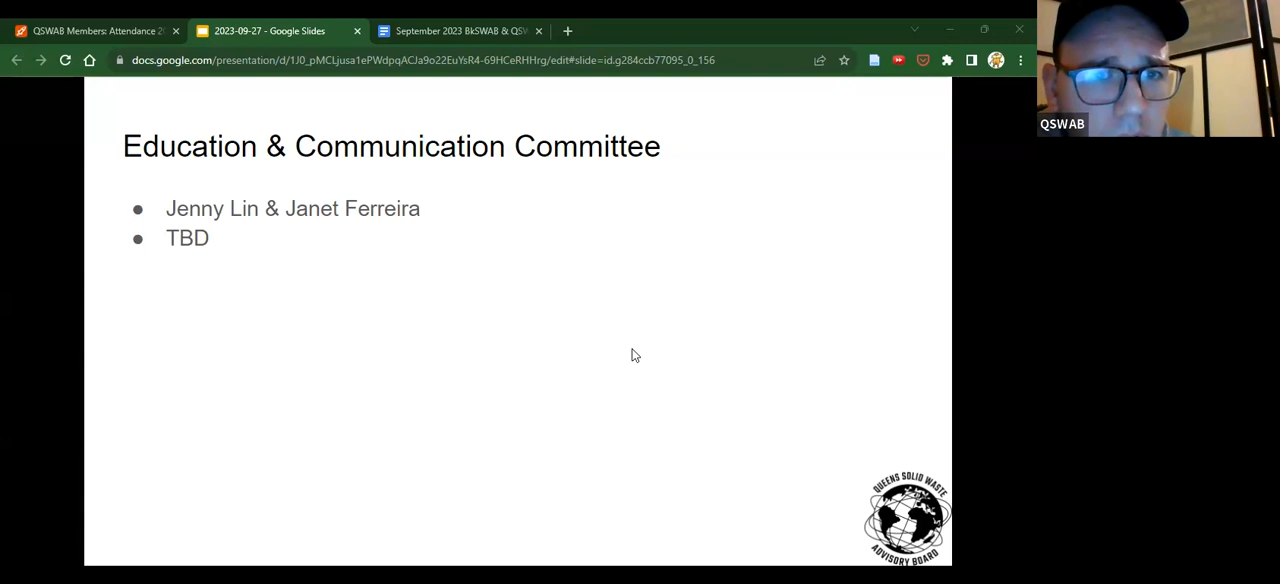 QSWAB Members: Attendance 20
2023-09-27 - Google Slides
September 2023 BkSWAB & QSW
docs.google.com/presentation/d/1J0_pMCLjusa1ePWdpqACJa9o22EuYsR4-69HCeRHHrg/edit#slide=id.g284ccb77095_0_156
QSWAB
Education & Communication Committee
● Jenny Lin & Janet Ferreira
● TBD
QUEENS SOLID WASTE
ADVISORY BOARD